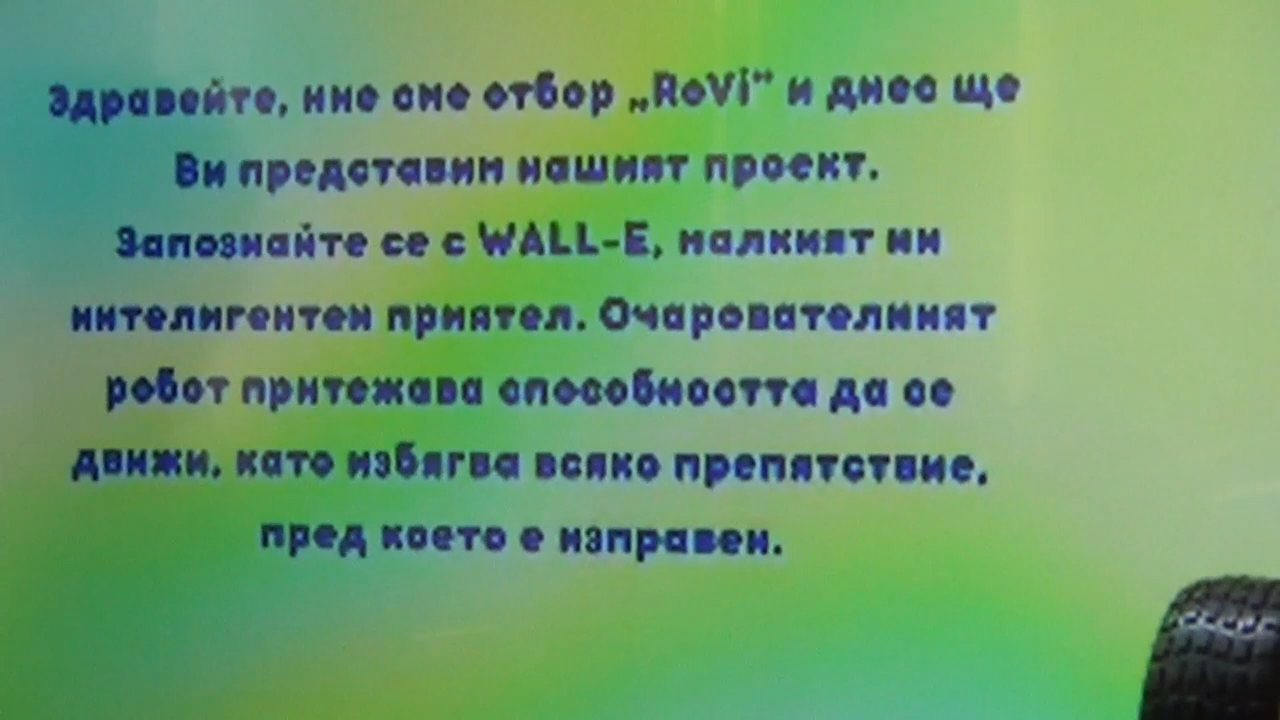 Здравейте, ние сме отбор „RoVi“ и днес ще
Ви представим нашият проект.
Запознайте се с WALL-E, малкият ни
интелигентен приятел. Очарователният
робот притежава способността да се
движи, като избягва всяко препятствие,
пред което е изправен.